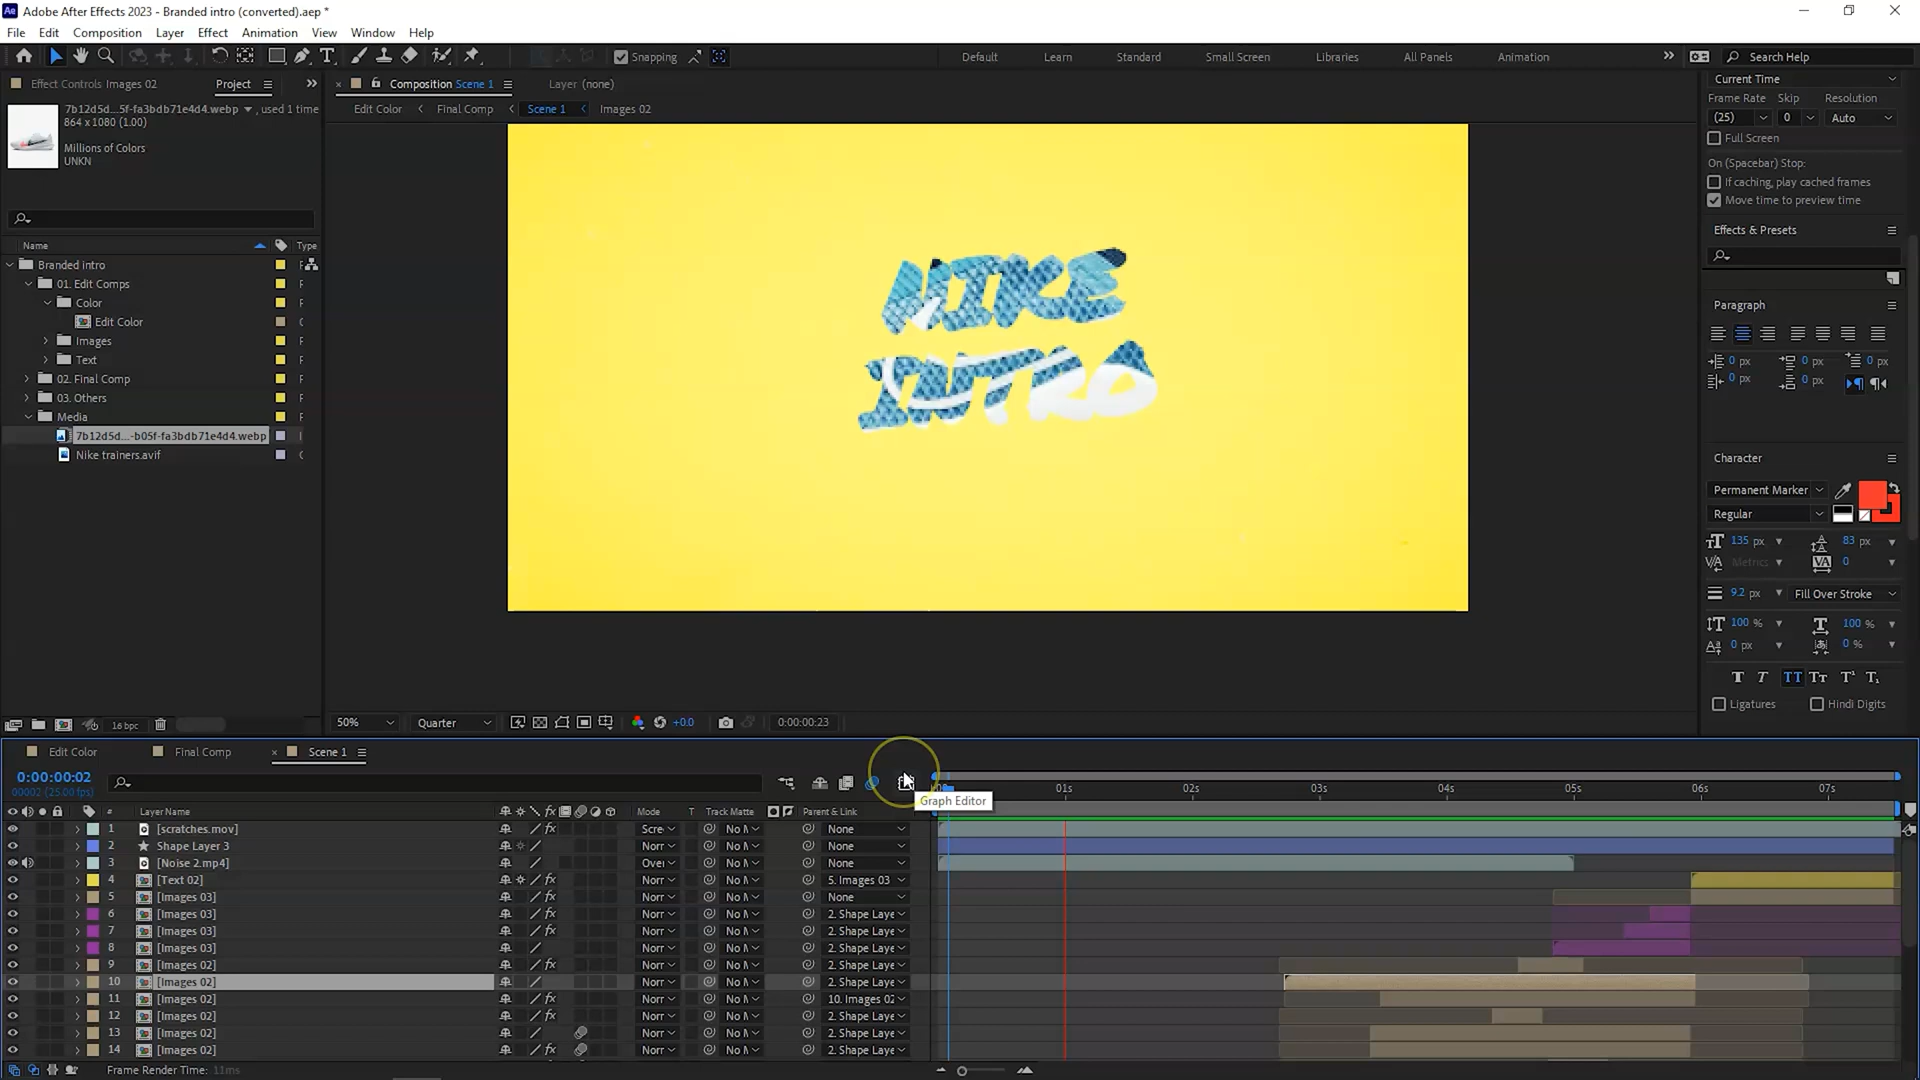 Adobe After Effects 2023 - Branded intro (converted).aep *
File Edit Composition Layer Effect Animation View Window Help
Snapping
Default Learn Standard Small Screen Libraries All Panels Animation Search Help
Effect Controls Images 02 Project
Composition Scene 1 Layer (none)
Current Time
7b12d5d...5f-fa3bdb71e4d4.webp , used 1 time
864 x 1080 (1.00)
Millions of Colors
UNKN
Edit Color Final Comp Scene 1 Images 02
Frame Rate Skip Resolution
(25) 0 Auto
Full Screen
On (Spacebar) Stop:
If caching, play cached frames
Move time to preview time
Effects & Presets
Name Type
Branded intro
01. Edit Comps
Color
Edit Color
Images
Text
02. Final Comp
03. Others
Media
7b12d5d...-b05f-fa3bdb71e4d4.webp
Nike trainers.avif
NIKE
INTRO
Paragraph
0 px 0 px 0 px
0 px 0 px
Character
Permanent Marker
Regular
135 px 83 px
Metrics 0
9.2 px Fill Over Stroke
100 % 100 %
0 px 0 %
Ligatures Hindi Digits
16 bpc
50% Quarter +0.0 0:00:00:23
Edit Color Final Comp Scene 1
0:00:00:02
00002 (25.00 fps)
Graph Editor
01s 02s 03s 04s 05s 06s 07s
# Layer Name Mode T Track Matte Parent & Link
1 [scratches.mov] Scre No M None
2 Shape Layer 3 Norr No M None
3 [Noise 2.mp4] Over No M None
4 [Text 02] Norr No M 5. Images 03
5 [Images 03] Norr No M None
6 [Images 03] Norr No M 2. Shape Laye
7 [Images 03] Norr No M 2. Shape Laye
8 [Images 03] Norr No M 2. Shape Laye
9 [Images 02] Norr No M 2. Shape Laye
10 [Images 02] Norr No M 2. Shape Laye
11 [Images 02] Norr No M 10. Images 02
12 [Images 02] Norr No M 2. Shape Laye
13 [Images 02] Norr No M 2. Shape Laye
14 [Images 02] Norr No M 2. Shape Laye
Frame Render Time: 11ms